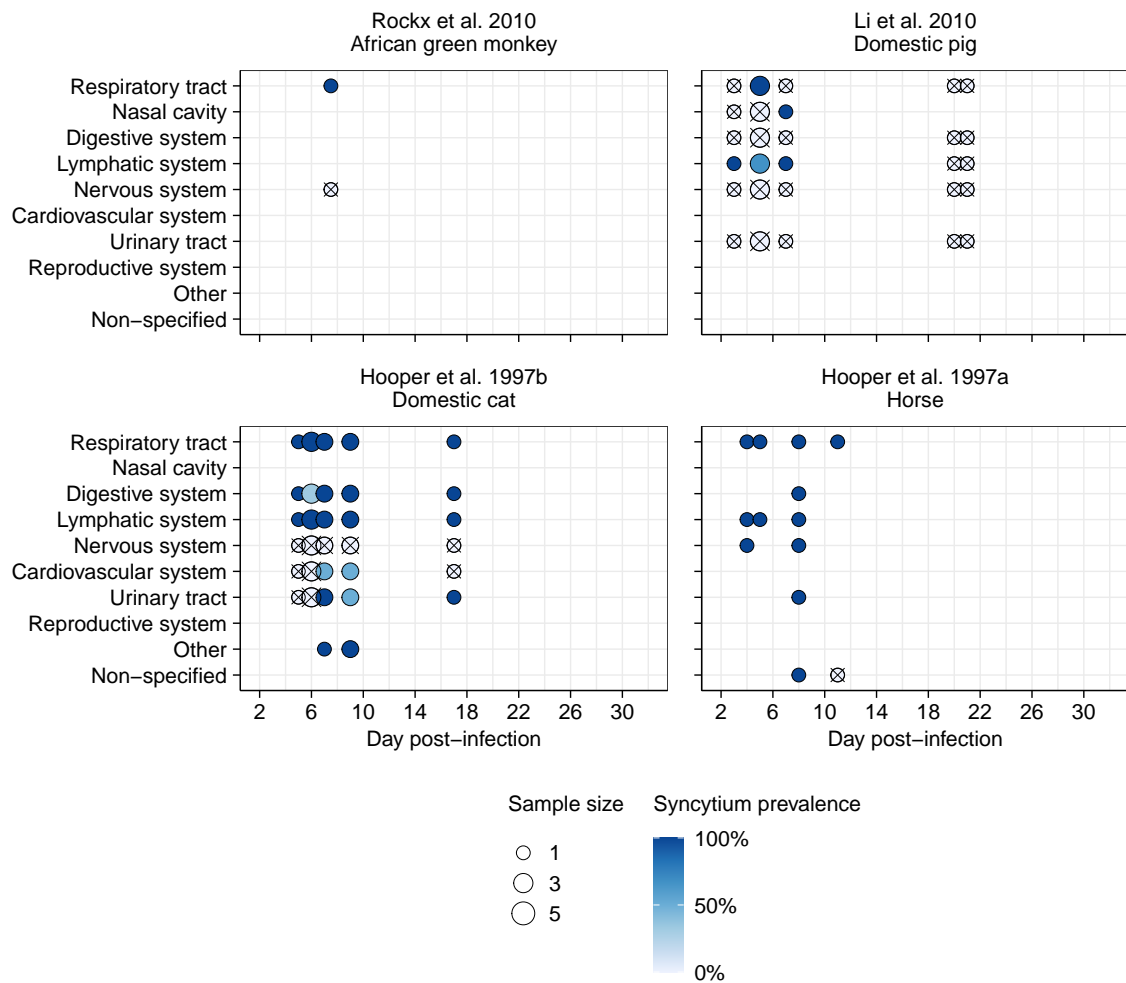 Rockx et al. 2010
African green monkey
Li et al. 2010
Domestic pig
Respiratory tract
Nasal cavity
Digestive system
Lymphatic system
Nervous system
Cardiovascular system
Urinary tract
Reproductive system
Other
Non−specified
Hooper et al. 1997b
Domestic cat
Hooper et al. 1997a
Horse
Respiratory tract
Nasal cavity
Digestive system
Lymphatic system
Nervous system
Cardiovascular system
Urinary tract
Reproductive system
Other
Non−specified
2 6 10 14 18 22 26 30
2 6 10 14 18 22 26 30
Day post−infection
Day post−infection
Sample size
1
3
5
Syncytium prevalence
100%
50%
0%